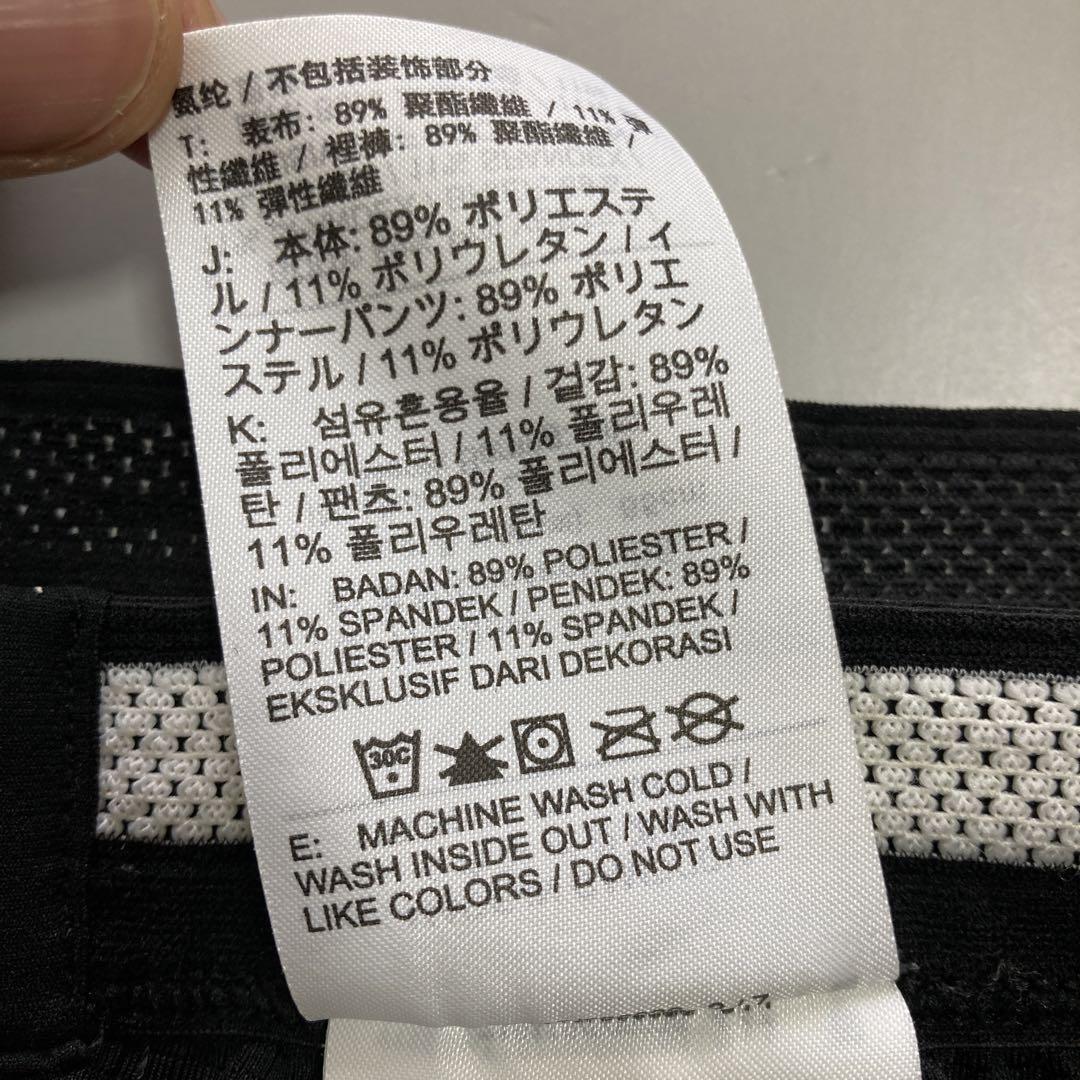 氨纶 / 不包括装饰部分
T: 表布: 89% 聚酯纖維 / 11% 彈
性纖維 / 裡褲: 89% 聚酯纖維 /
11% 彈性纖維
J: 本体: 89% ポリエステ
ル / 11% ポリウレタン / イ
ンナーパンツ: 89% ポリエ
ステル / 11% ポリウレタン
K: 섬유혼용율 / 겉감: 89%
폴리에스터 / 11% 폴리우레
탄 / 팬츠: 89% 폴리에스터 /
11% 폴리우레탄
IN: BADAN: 89% POLIESTER /
11% SPANDEK / PENDEK: 89%
POLIESTER / 11% SPANDEK /
EKSKLUSIF DARI DEKORASI
30C
E: MACHINE WASH COLD /
WASH INSIDE OUT / WASH WITH
LIKE COLORS / DO NOT USE